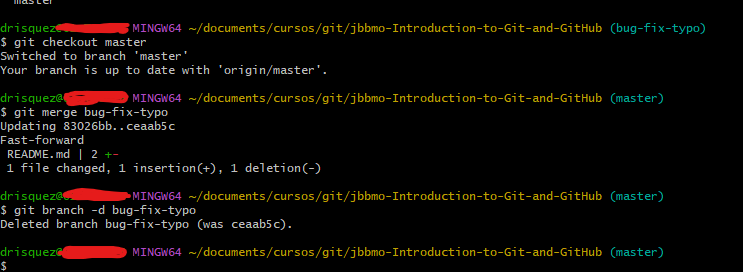 master
drisquez@ MINGW64 ~/documents/cursos/git/jbbmo-Introduction-to-Git-and-GitHub (bug-fix-typo)
$ git checkout master
Switched to branch 'master'
Your branch is up to date with 'origin/master'.
drisquez@ MINGW64 ~/documents/cursos/git/jbbmo-Introduction-to-Git-and-GitHub (master)
$ git merge bug-fix-typo
Updating 83026bb..ceaab5c
Fast-forward
README.md | 2 +-
1 file changed, 1 insertion(+), 1 deletion(-)
drisquez@ MINGW64 ~/documents/cursos/git/jbbmo-Introduction-to-Git-and-GitHub (master)
$ git branch -d bug-fix-typo
Deleted branch bug-fix-typo (was ceaab5c).
drisquez@ MINGW64 ~/documents/cursos/git/jbbmo-Introduction-to-Git-and-GitHub (master)
$